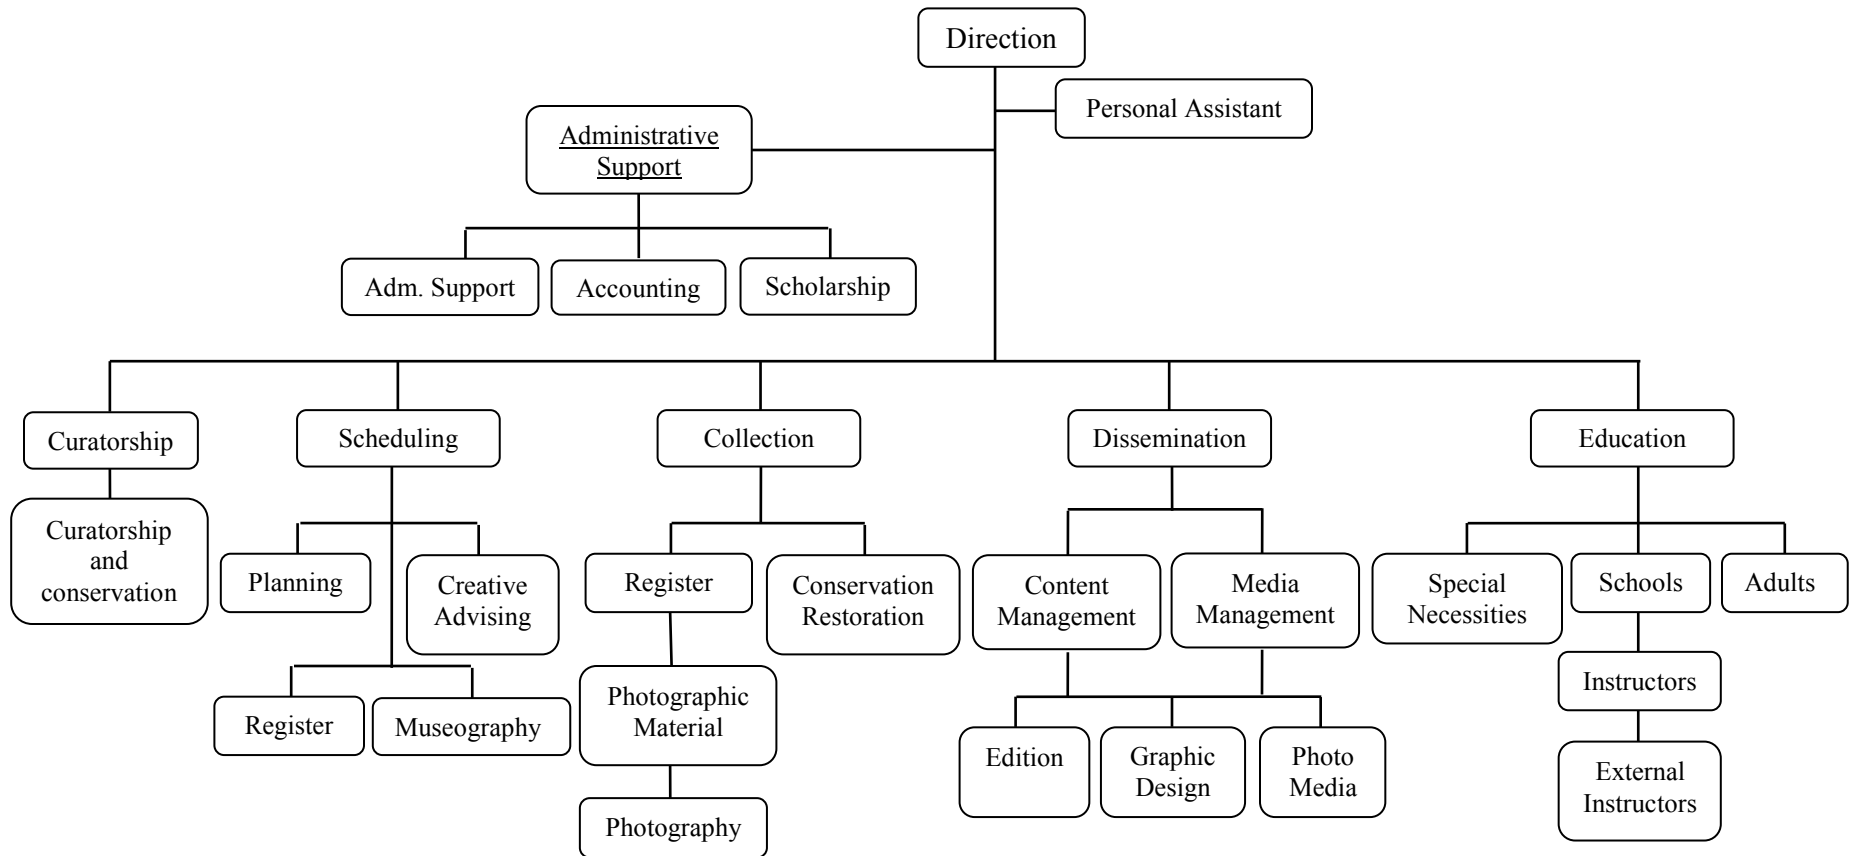 Direction
Personal Assistant
Administrative
Support
Adm. Support
Accounting
Scholarship
Curatorship
Scheduling
Collection
Dissemination
Education
Curatorship
and
conservation
Planning
Creative
Advising
Register
Museography
Register
Conservation
Restoration
Photographic
Material
Photography
Content
Management
Media
Management
Edition
Graphic
Design
Photo
Media
Special
Necessities
Schools
Adults
Instructors
External
Instructors